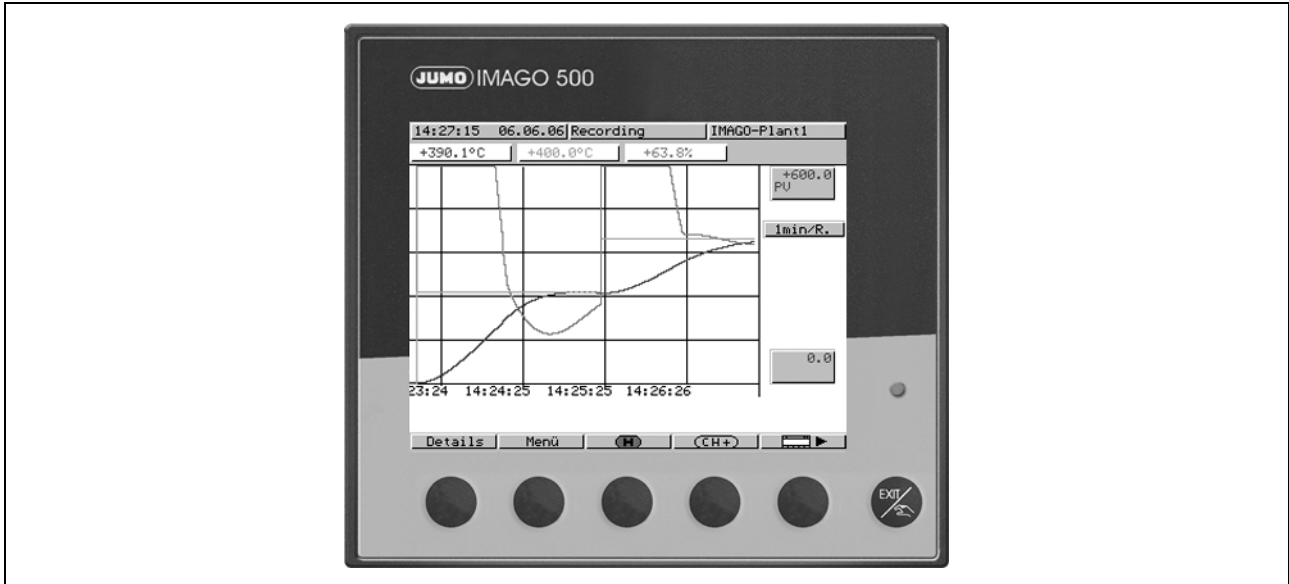 JUMO IMAGO 500
14:27:15 06.06.06 Recording IMAGO-Plant1
+390.1°C +400.0°C +63.8%
+600.0
PV
1min/R.
0.0
23:24 14:24:25 14:25:25 14:26:26
Details Menü H CH+
EXIT